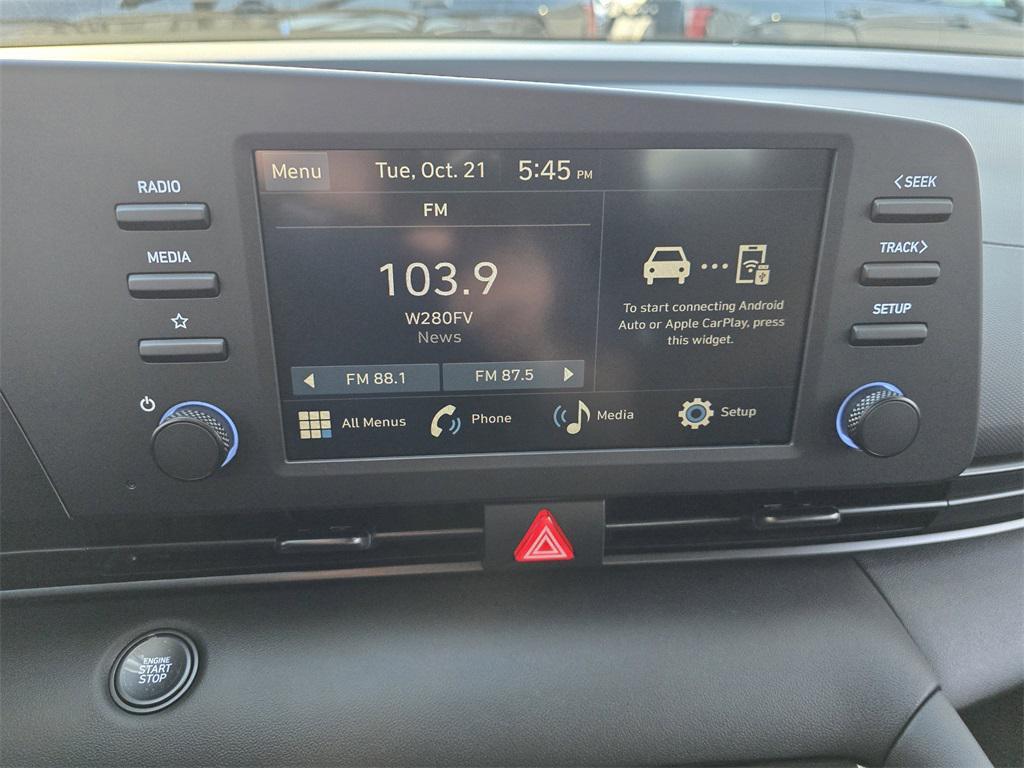 Menu
Tue, Oct. 21
5:45 PM
RADIO
<SEEK
FM
MEDIA
TRACK>
103.9
SETUP
W280FV
News
To start connecting Android
Auto or Apple CarPlay, press
this widget.
FM 88.1
FM 87.5
All Menus
Phone
Media
Setup
ENGINE
START
STOP